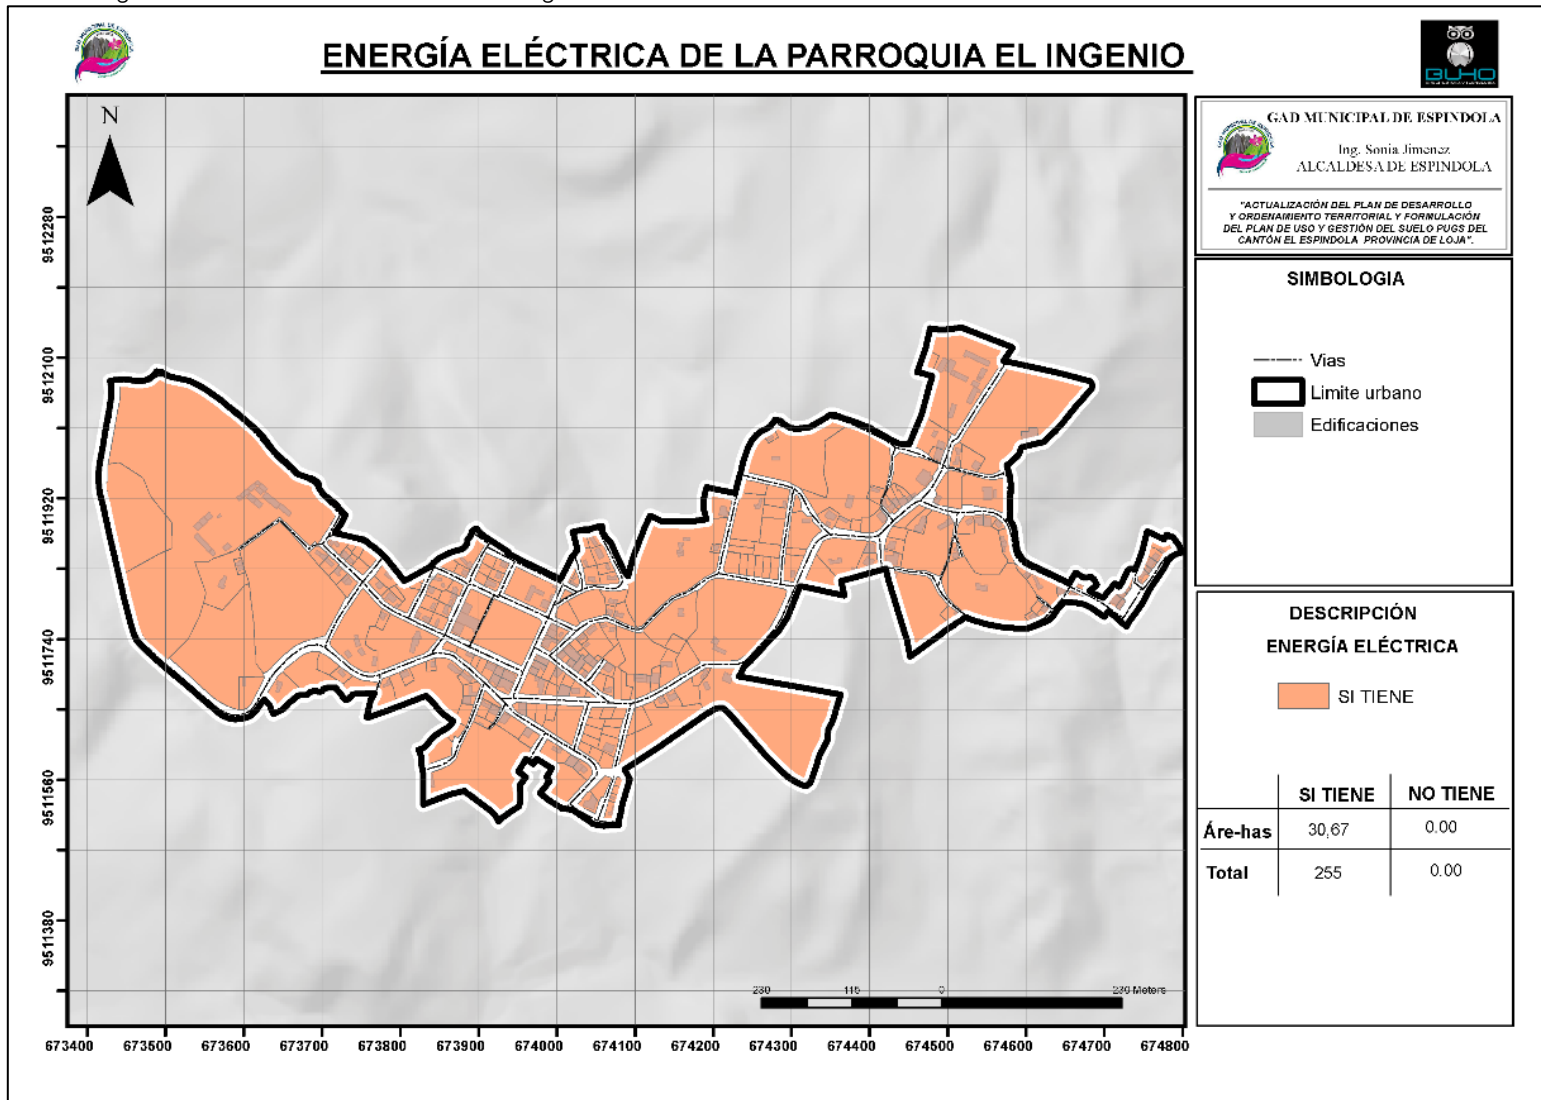 ENERGÍA ELÉCTRICA DE LA PARROQUIA EL INGENIO
BUHO
N
GAD MUNICIPAL DE ESPINDOLA
Ing. Sonia Jimenez
ALCALDESA DE ESPINDOLA
"ACTUALIZACIÓN DEL PLAN DE DESARROLLO
Y ORDENAMIENTO TERRITORIAL Y FORMULACIÓN
DEL PLAN DE USO Y GESTIÓN DEL SUELO PUGS DEL
CANTÓN EL ESPINDOLA PROVINCIA DE LOJA".
SIMBOLOGIA
Vias
Limite urbano
Edificaciones
DESCRIPCIÓN
ENERGÍA ELÉCTRICA
SI TIENE
SI TIENE NO TIENE
Áre-has 30,67 0.00
Total 255 0.00
9512280
9512100
9511920
9511740
9511560
9511380
230 115 0 230 Meters
673400 673500 673600 673700 673800 673900 674000 674100 674200 674300 674400 674500 674600 674700 674800